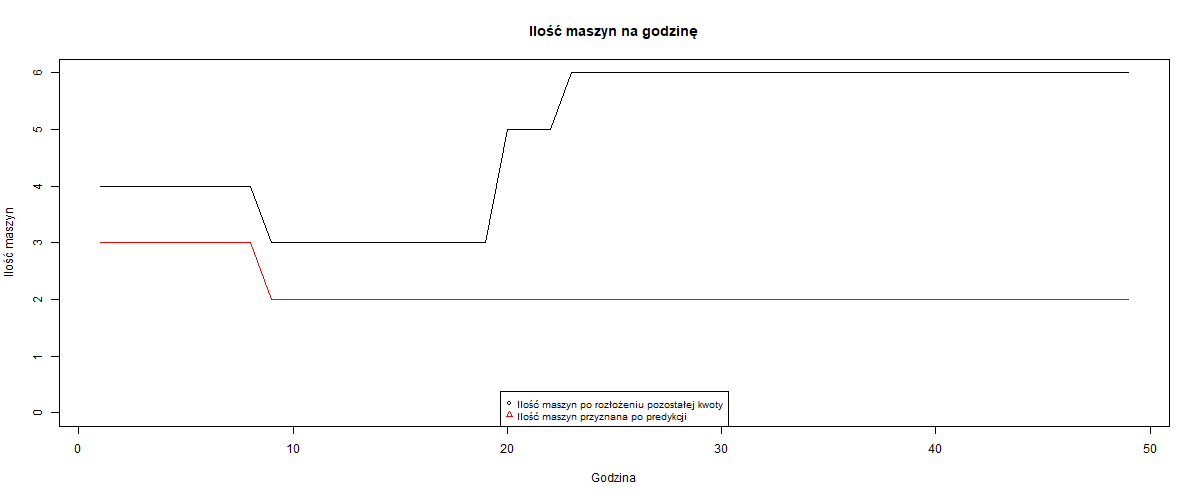 Ilość maszyn na godzinę
Ilość maszyn
6
5
4
3
2
1
0
Ilość maszyn po rozłożeniu pozostałej kwoty
Ilość maszyn przyznana po predykcji
0 10 20 30 40 50
Godzina